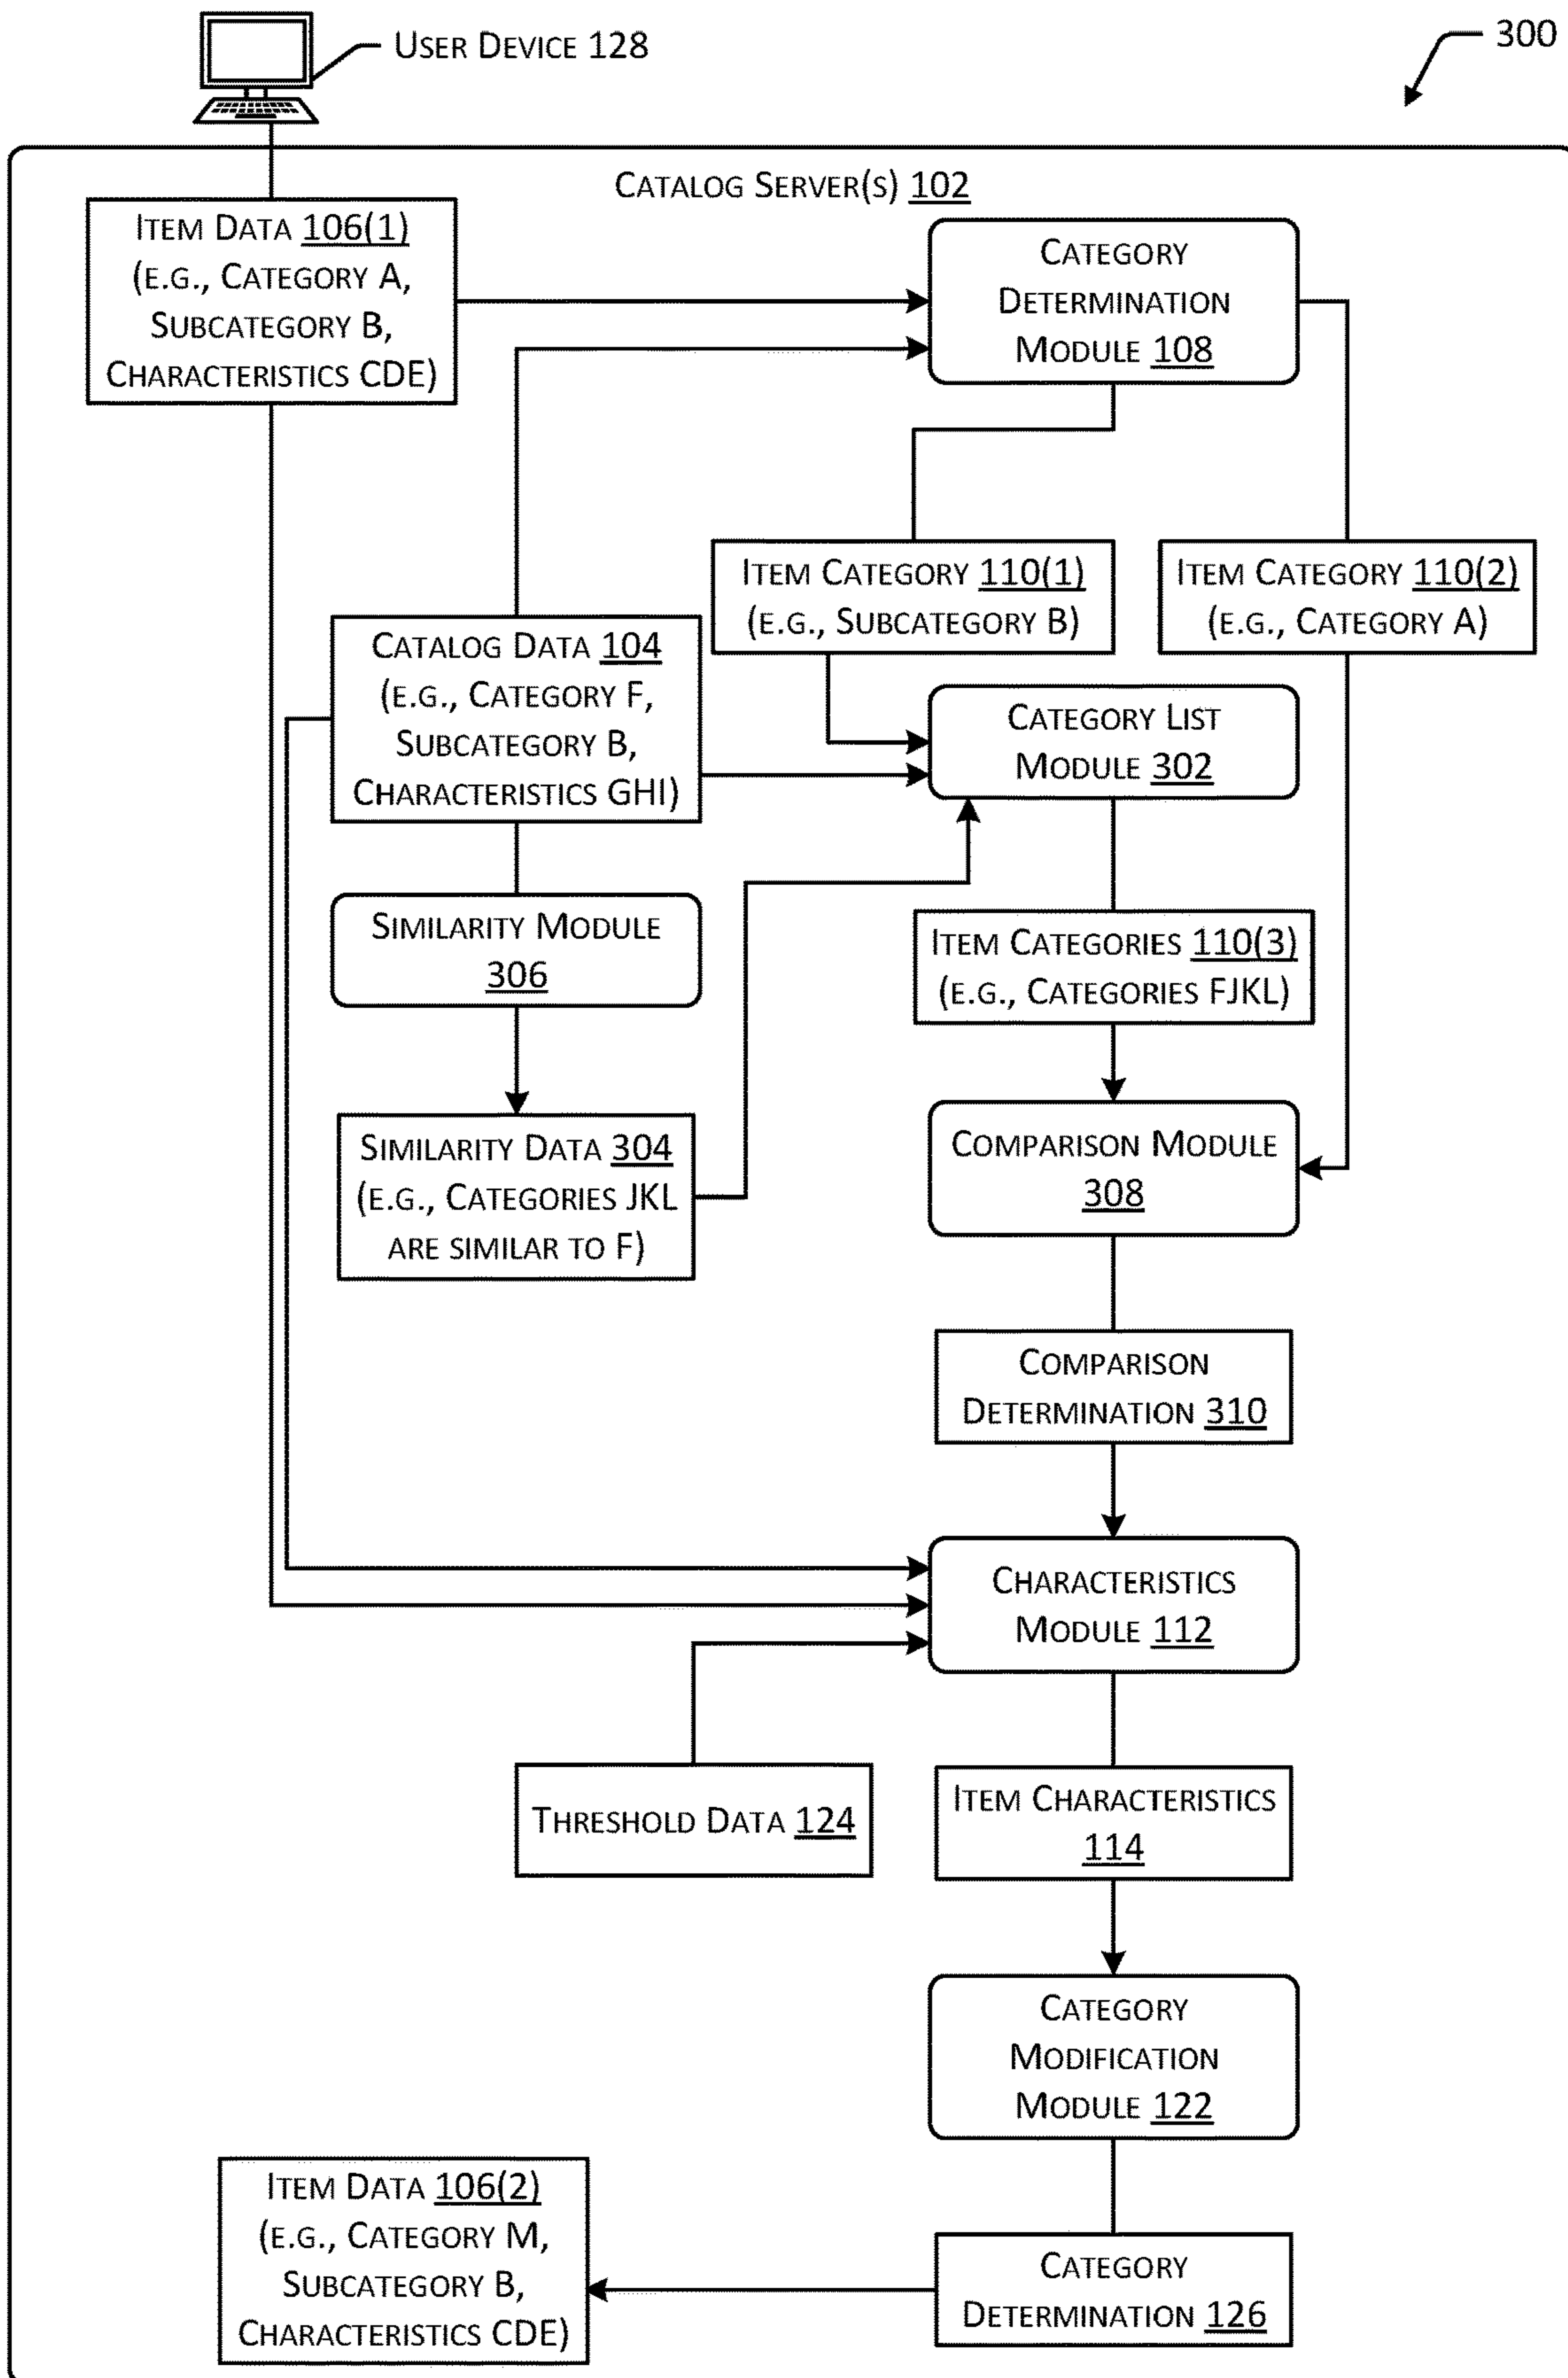 User Device 128
300
Catalog Server(s) 102
Item Data 106(1)
(e.g., Category A,
Subcategory B,
Characteristics CDE)
Category
Determination
Module 108
Item Category 110(1)
(e.g., Subcategory B)
Item Category 110(2)
(e.g., Category A)
Catalog Data 104
(e.g., Category F,
Subcategory B,
Characteristics GHI)
Category List
Module 302
Similarity Module
306
Item Categories 110(3)
(e.g., Categories FJKL)
Similarity Data 304
(e.g., Categories JKL
are similar to F)
Comparison Module
308
Comparison
Determination 310
Characteristics
Module 112
Threshold Data 124
Item Characteristics
114
Category
Modification
Module 122
Item Data 106(2)
(e.g., Category M,
Subcategory B,
Characteristics CDE)
Category
Determination 126